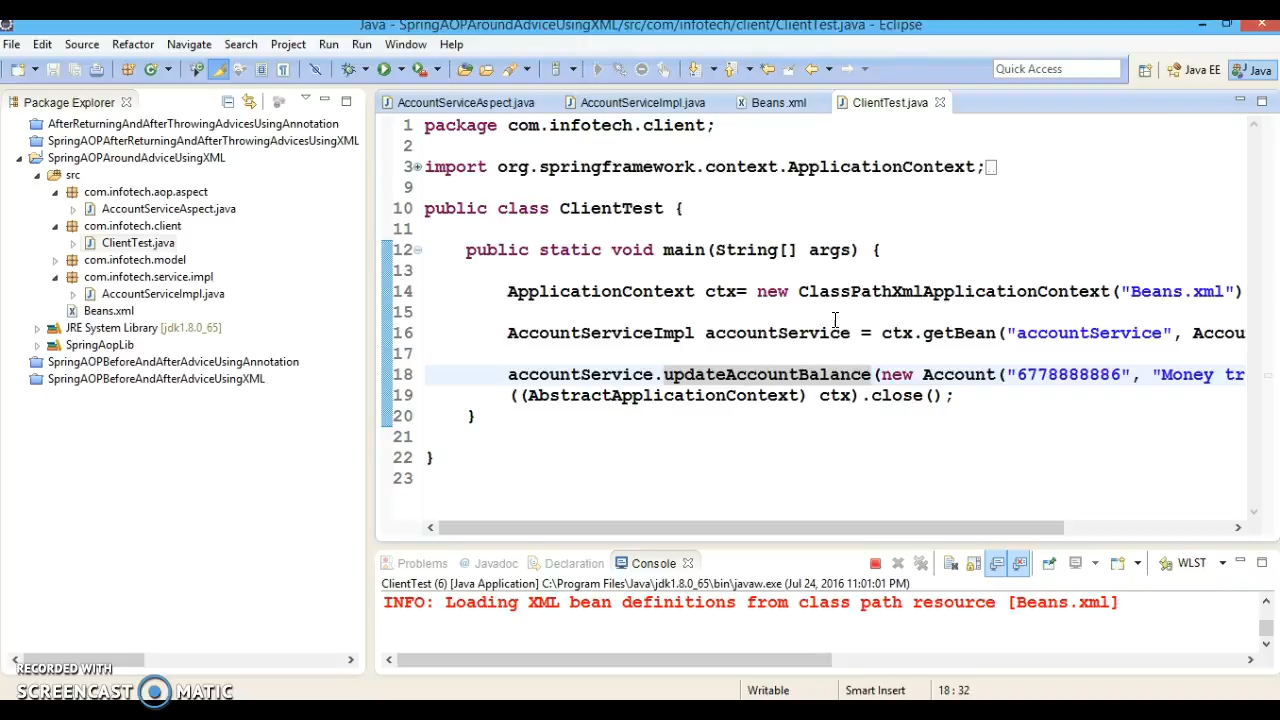 Java - SpringAOPAroundAdviceUsingXML/src/com/infotech/client/ClientTest.java - Eclipse
File Edit Source Refactor Navigate Search Project Run Run Window Help
Quick Access
Java EE
Java
Package Explorer
AfterReturningAndAfterThrowingAdvicesUsingAnnotation
SpringAOPAfterReturningAndAfterThrowingAdvicesUsingXML
SpringAOPAroundAdviceUsingXML
src
com.infotech.aop.aspect
AccountServiceAspect.java
com.infotech.client
ClientTest.java
com.infotech.model
com.infotech.service.impl
AccountServiceImpl.java
Beans.xml
JRE System Library [jdk1.8.0_65]
SpringAopLib
SpringAOPBeforeAndAfterAdviceUsingAnnotation
SpringAOPBeforeAndAfterAdviceUsingXML
AccountServiceAspect.java AccountServiceImpl.java Beans.xml ClientTest.java
1 package com.infotech.client;
2
3 import org.springframework.context.ApplicationContext;
9
10 public class ClientTest {
11
12 public static void main(String[] args) {
13
14 ApplicationContext ctx= new ClassPathXmlApplicationContext("Beans.xml")
15
16 AccountServiceImpl accountService = ctx.getBean("accountService", Accou
17
18 accountService.updateAccountBalance(new Account("6778888886", "Money tr
19 ((AbstractApplicationContext) ctx).close();
20 }
21
22 }
23
Problems Javadoc Declaration Console WLST
ClientTest (6) [Java Application] C:\Program Files\Java\jdk1.8.0_65\bin\javaw.exe (Jul 24, 2016 11:01:01 PM)
INFO: Loading XML bean definitions from class path resource [Beans.xml]
RECORDED WITH
SCREENCAST MATIC
Writable Smart Insert 18 : 32